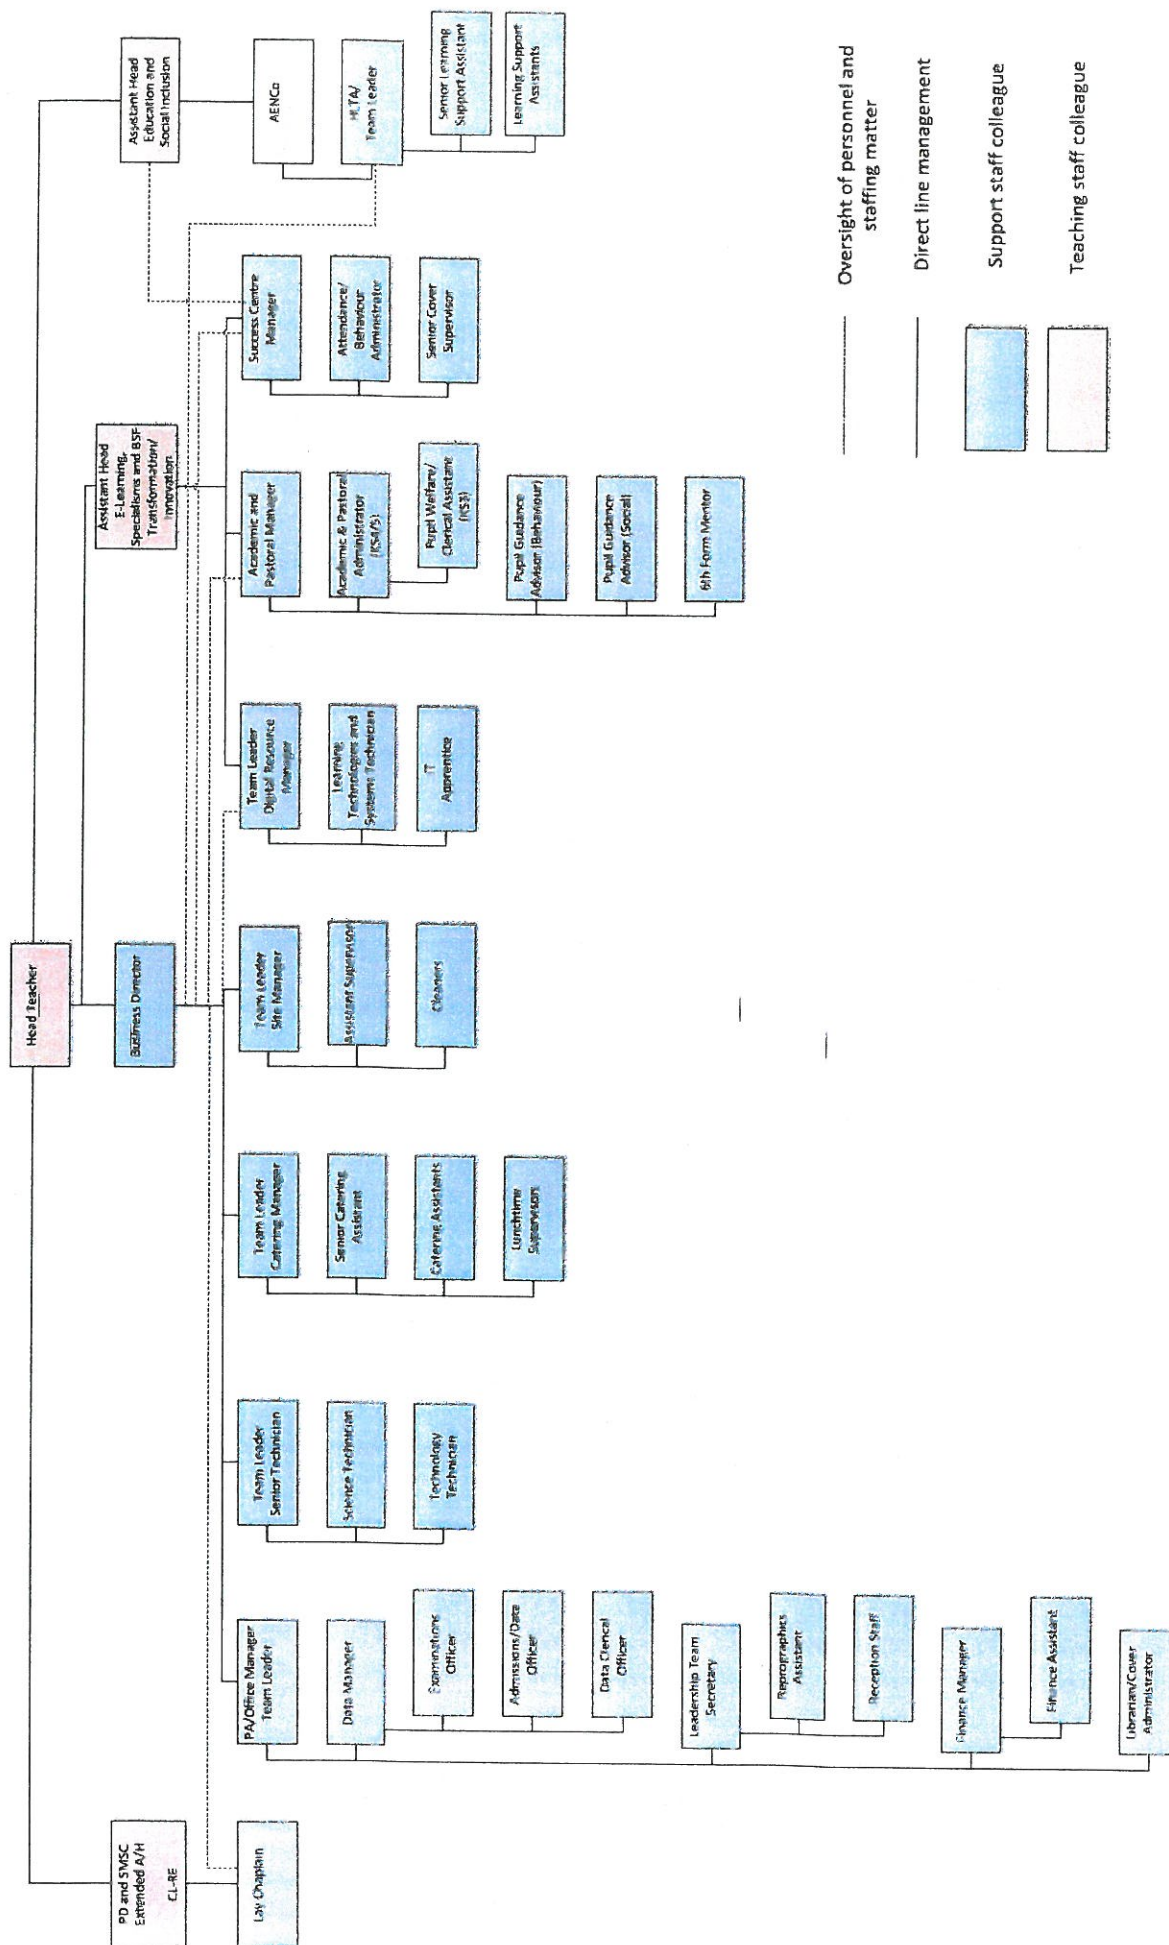 Head Teacher
PD and SMSC
Extended A/H
CL-RE
Business Director
Assistant Head
E-Learning,
Specialisms and BSF
Transformation/
Innovation
Assistant Head
Education and
Social Inclusion
Lay Chaplain
PA/Office Manager
Team Leader
Data Manager
Examinations
Officer
Admissions/Data
Officer
Data Clerical
Officer
Leadership Team
Secretary
Reprographics
Assistant
Reception Staff
Finance Manager
Finance Assistant
Librarian/Cover
Administrator
Team Leader
Senior Technician
Science Technician
Technology
Technician
Team Leader
Catering Manager
Senior Catering
Assistant
Catering Assistants
Lunchtime
Supervisors
Team Leader
Site Manager
Assistant Supervisor
Cleaners
Team Leader
Digital Resource
Manager
Learning
Technologies and
Systems Technician
IT
Apprentice
Academic and
Pastoral Manager
Academic & Pastoral
Administrator
(KS4/5)
Pupil Welfare/
Clerical Assistant
(KS3)
Pupil Guidance
Advisor (Behaviour)
Pupil Guidance
Advisor (Social)
6th Form Mentor
Success Centre
Manager
Attendance/
Behaviour
Administrator
Senior Cover
Supervisor
AENCo
HLTA/
Team Leader
Senior Learning
Support Assistant
Learning Support
Assistants
Oversight of personnel and
staffing matter
Direct line management
Support staff colleague
Teaching staff colleague